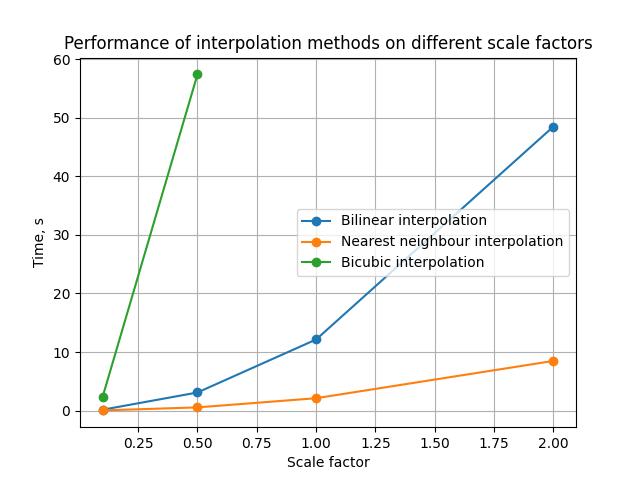 Performance of interpolation methods on different scale factors
60
50
40
30
20
10
0
Time, s
Bilinear interpolation
Nearest neighbour interpolation
Bicubic interpolation
0.25 0.50 0.75 1.00 1.25 1.50 1.75 2.00
Scale factor